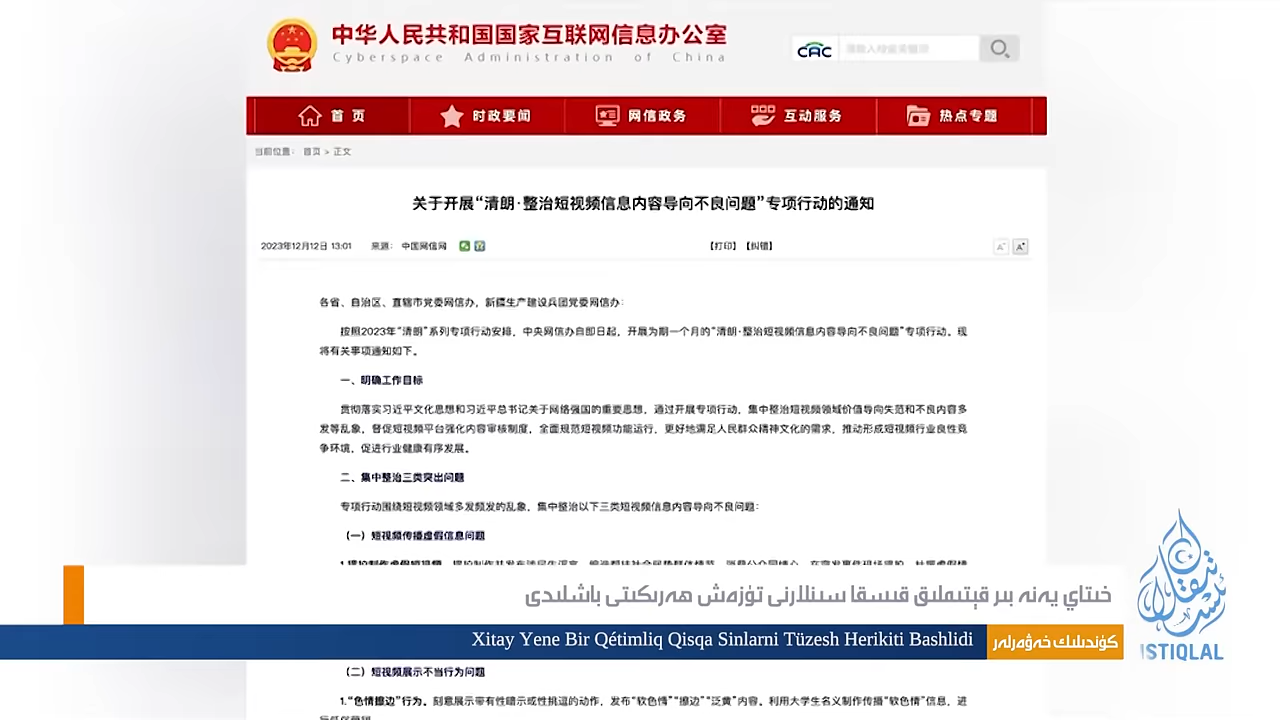 中华人民共和国国家互联网信息办公室
Cyberspace Administration of China
CAC
首 页 时政要闻 网信政务 互动服务 热点专题
当前位置： 首页 > 正文
关于开展“清朗·整治短视频信息内容导向不良问题”专项行动的通知
2023年12月12日 13:01 来源： 中国网信网 【打印】【纠错】
各省、自治区、直辖市党委网信办，新疆生产建设兵团党委网信办：
按照2023年“清朗”系列专项行动安排，中央网信办自即日起，开展为期一个月的“清朗·整治短视频信息内容导向不良问题”专项行动。现
将有关事项通知如下。
一、明确工作目标
贯彻落实习近平文化思想和习近平总书记关于网络强国的重要思想，通过开展专项行动，集中整治短视频领域价值导向失范和不良内容多
发等乱象，督促短视频平台强化内容审核制度，全面规范短视频功能运行，更好地满足人民群众精神文化的需求，推动形成短视频行业良性竞
争环境，促进行业健康有序发展。
二、集中整治三类突出问题
专项行动围绕短视频领域多发频发的乱象，集中整治以下三类短视频信息内容导向不良问题：
（一）短视频传播虚假信息问题
خىتاي يەنە بىر قېتىملىق قىسقا سىنلارنى تۈزەش ھەرىكىتى باشلىدى
Xitay Yene Bir Qétimliq Qisqa Sinlarni Tüzesh Herikiti Bashlidi
كۈندىلىك خەۋەرلەر
ISTIQLAL
（二）短视频展示不当行为问题
1.“色情擦边”行为。刻意展示带有性暗示或性挑逗的动作，发布“软色情”“擦边”“泛黄”内容。利用大学生名义制作传播“软色情”信息，进